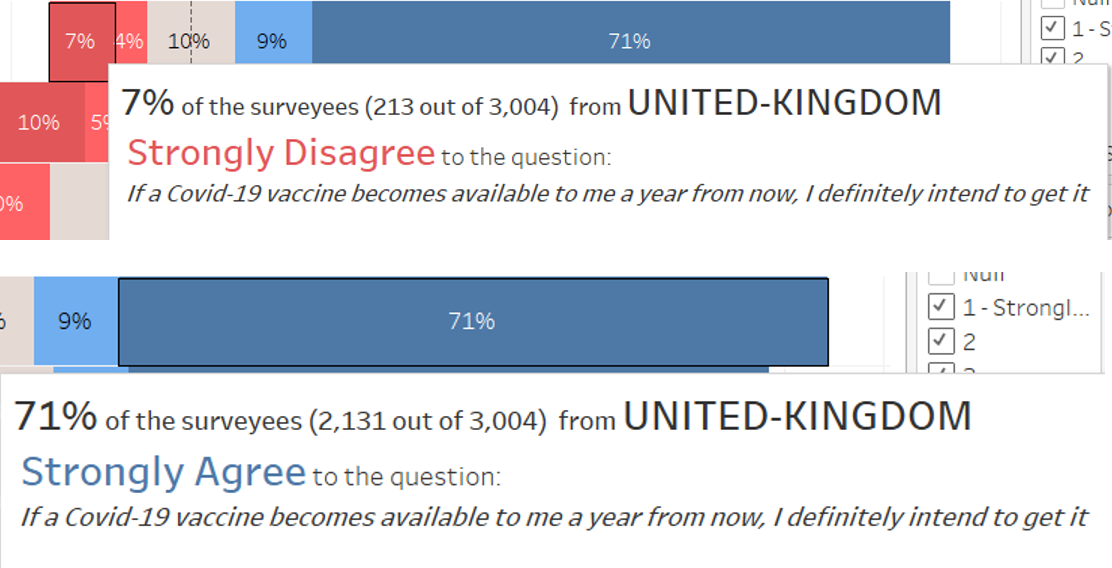 7% 4% 10% 9% 71%
1 - S
2
10%
7% of the surveyees (213 out of 3,004) from UNITED-KINGDOM
Strongly Disagree to the question:
If a Covid-19 vaccine becomes available to me a year from now, I definitely intend to get it
Null
9% 71%
1 - Strongl...
2
71% of the surveyees (2,131 out of 3,004) from UNITED-KINGDOM
Strongly Agree to the question:
If a Covid-19 vaccine becomes available to me a year from now, I definitely intend to get it